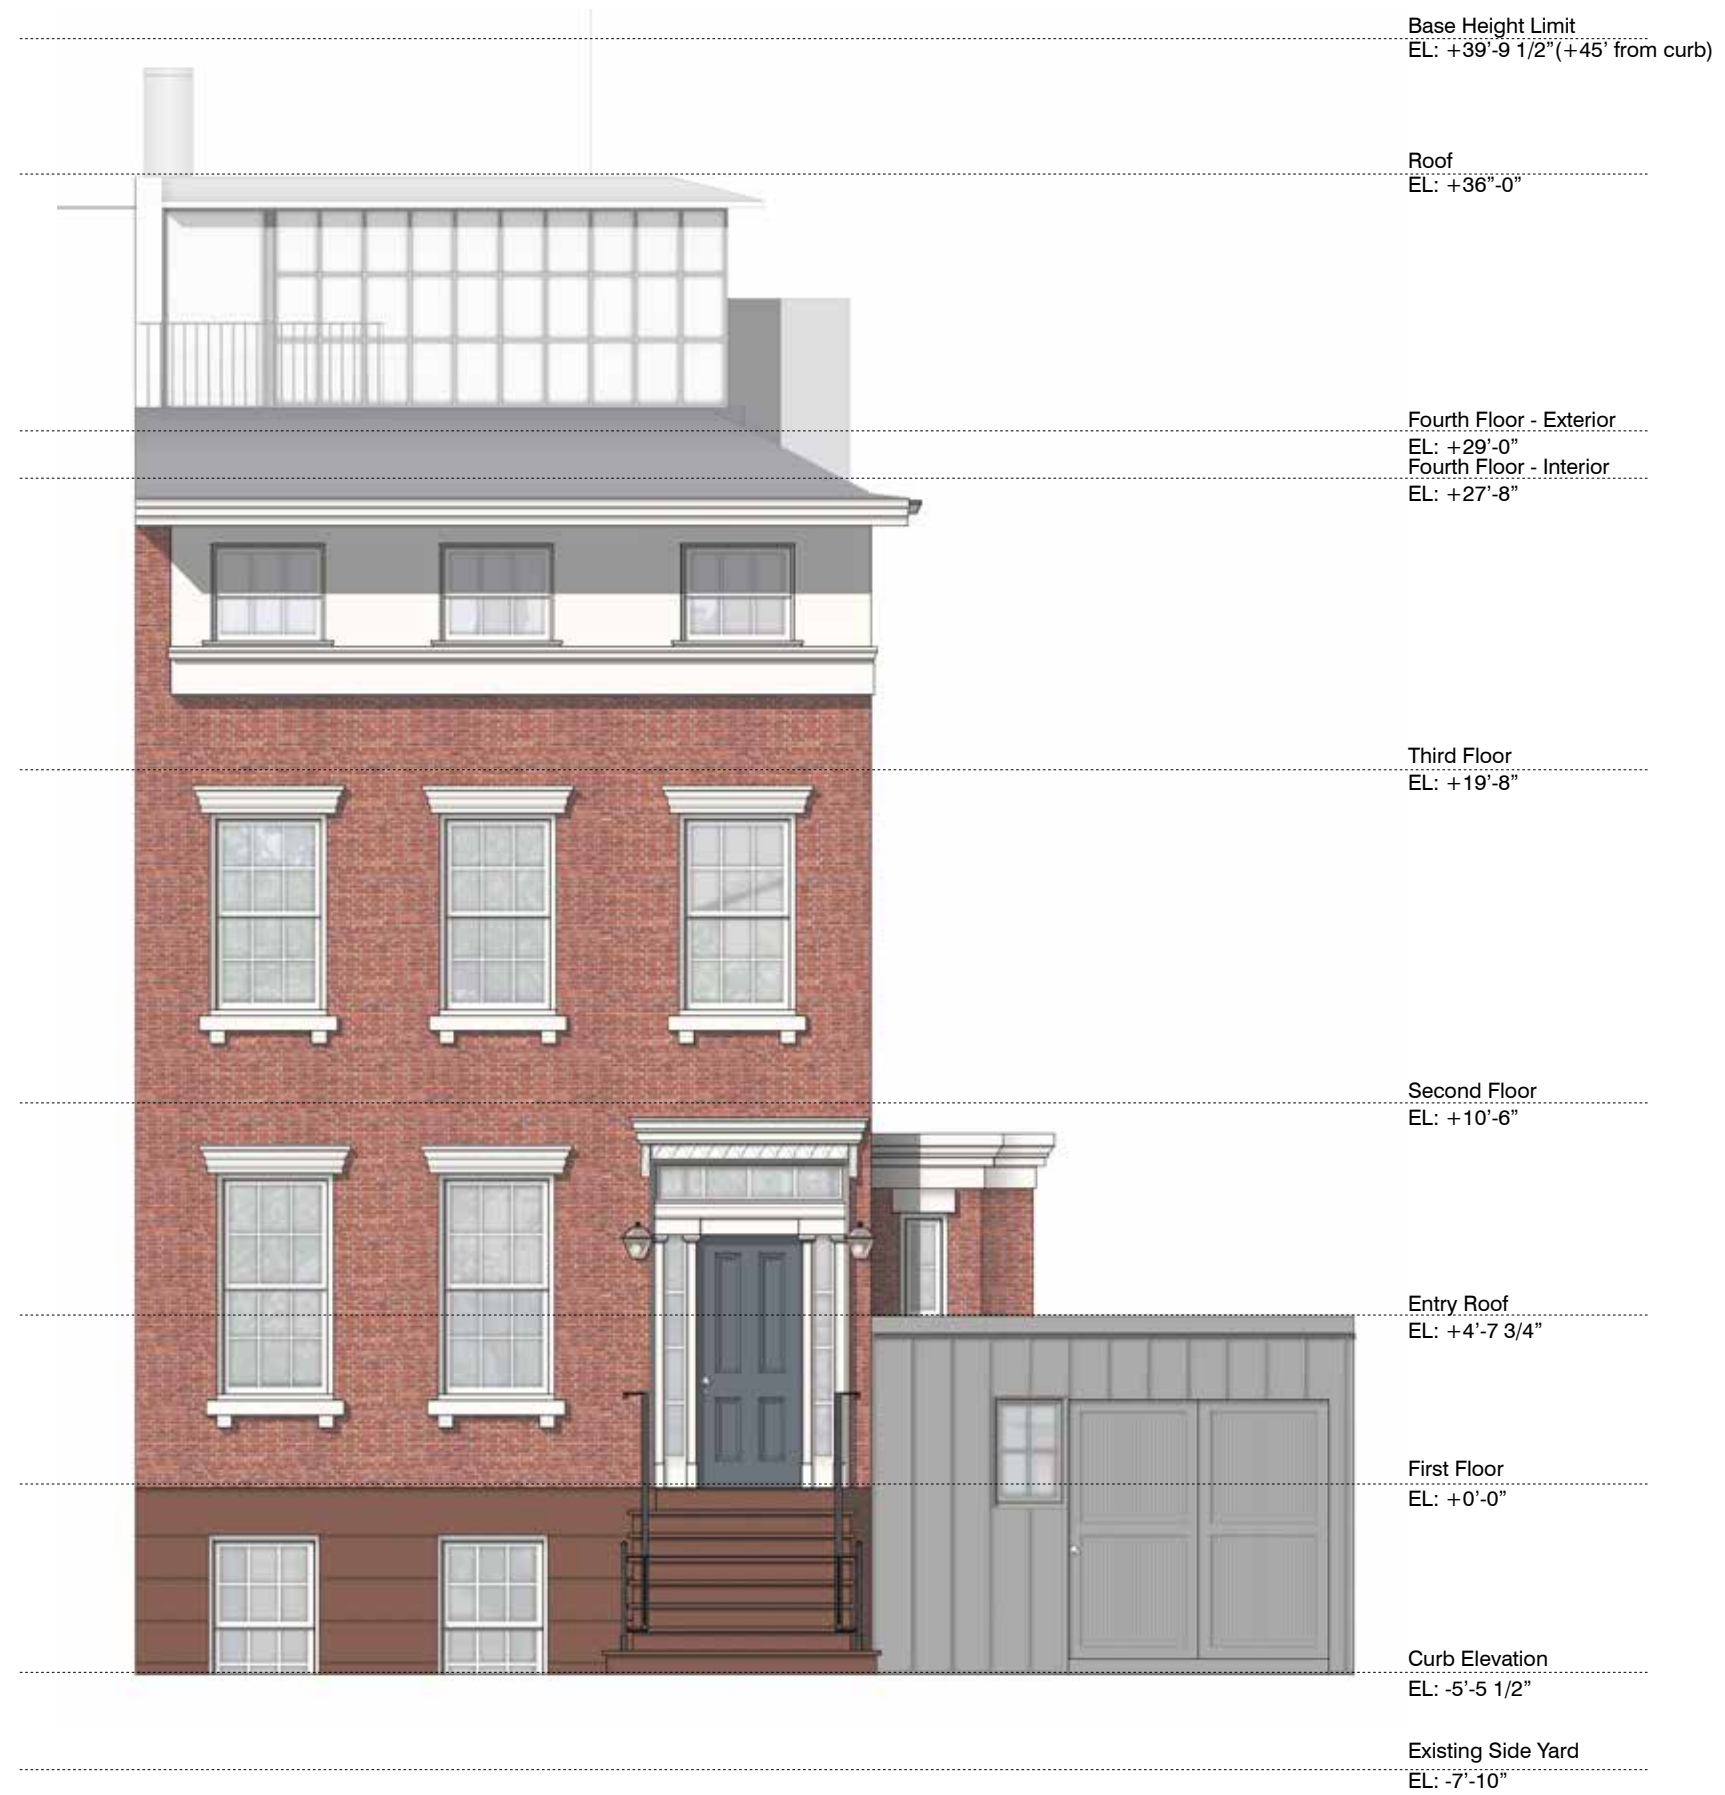 Base Height Limit
EL: +39’-9 1/2”(+45’ from curb)
Roof
EL: +36”-0”
Fourth Floor - Exterior
EL: +29’-0”
Fourth Floor - Interior
EL: +27’-8”
Third Floor
EL: +19’-8”
Second Floor
EL: +10’-6”
Entry Roof
EL: +4’-7 3/4”
First Floor
EL: +0’-0”
Curb Elevation
EL: -5’-5 1/2”
Existing Side Yard
EL: -7’-10”